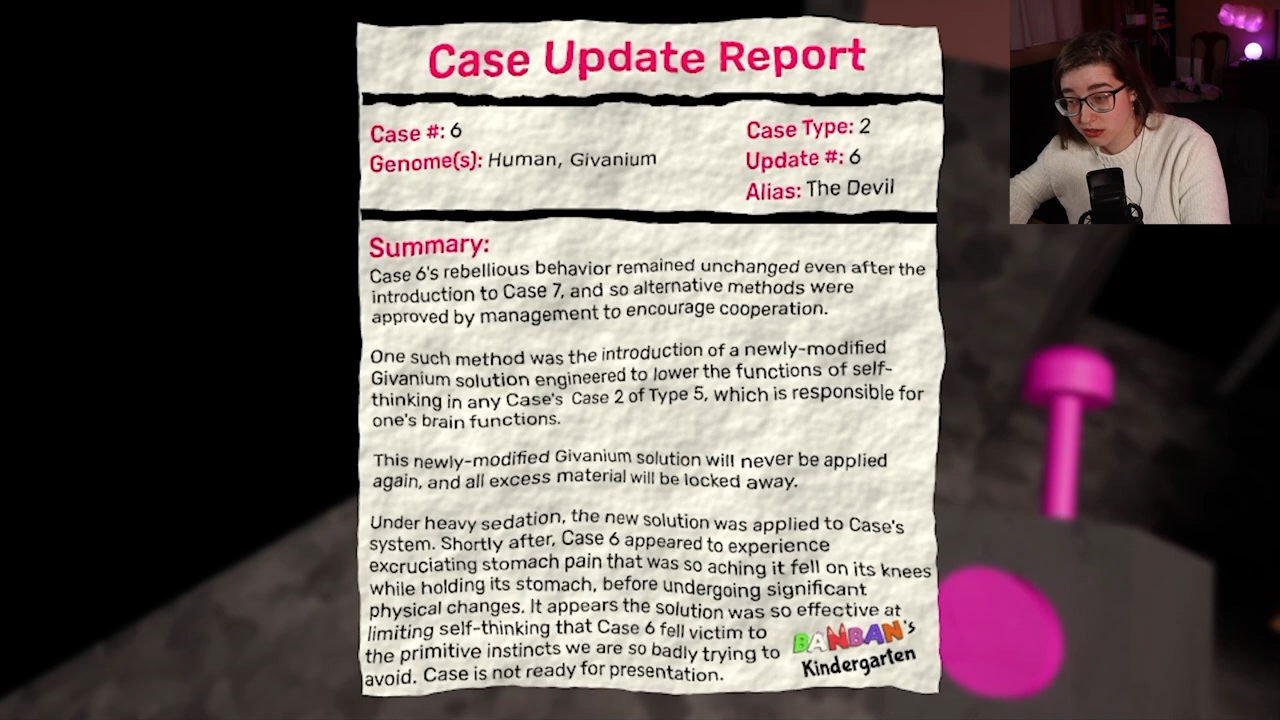 Case Update Report
Case #: 6
Genome(s): Human, Givanium
Case Type: 2
Update #: 6
Alias: The Devil
Summary:
Case 6's rebellious behavior remained unchanged even after the
introduction to Case 7, and so alternative methods were
approved by management to encourage cooperation.
One such method was the introduction of a newly-modified
Givanium solution engineered to lower the functions of self-
thinking in any Case's Case 2 of Type 5, which is responsible for
one's brain functions.
This newly-modified Givanium solution will never be applied
again, and all excess material will be locked away.
Under heavy sedation, the new solution was applied to Case's
system. Shortly after, Case 6 appeared to experience
excruciating stomach pain that was so aching it fell on its knees
while holding its stomach, before undergoing significant
physical changes. It appears the solution was so effective at
limiting self-thinking that Case 6 fell victim to
the primitive instincts we are so badly trying to
avoid. Case is not ready for presentation.
BANBAN's
Kindergarten